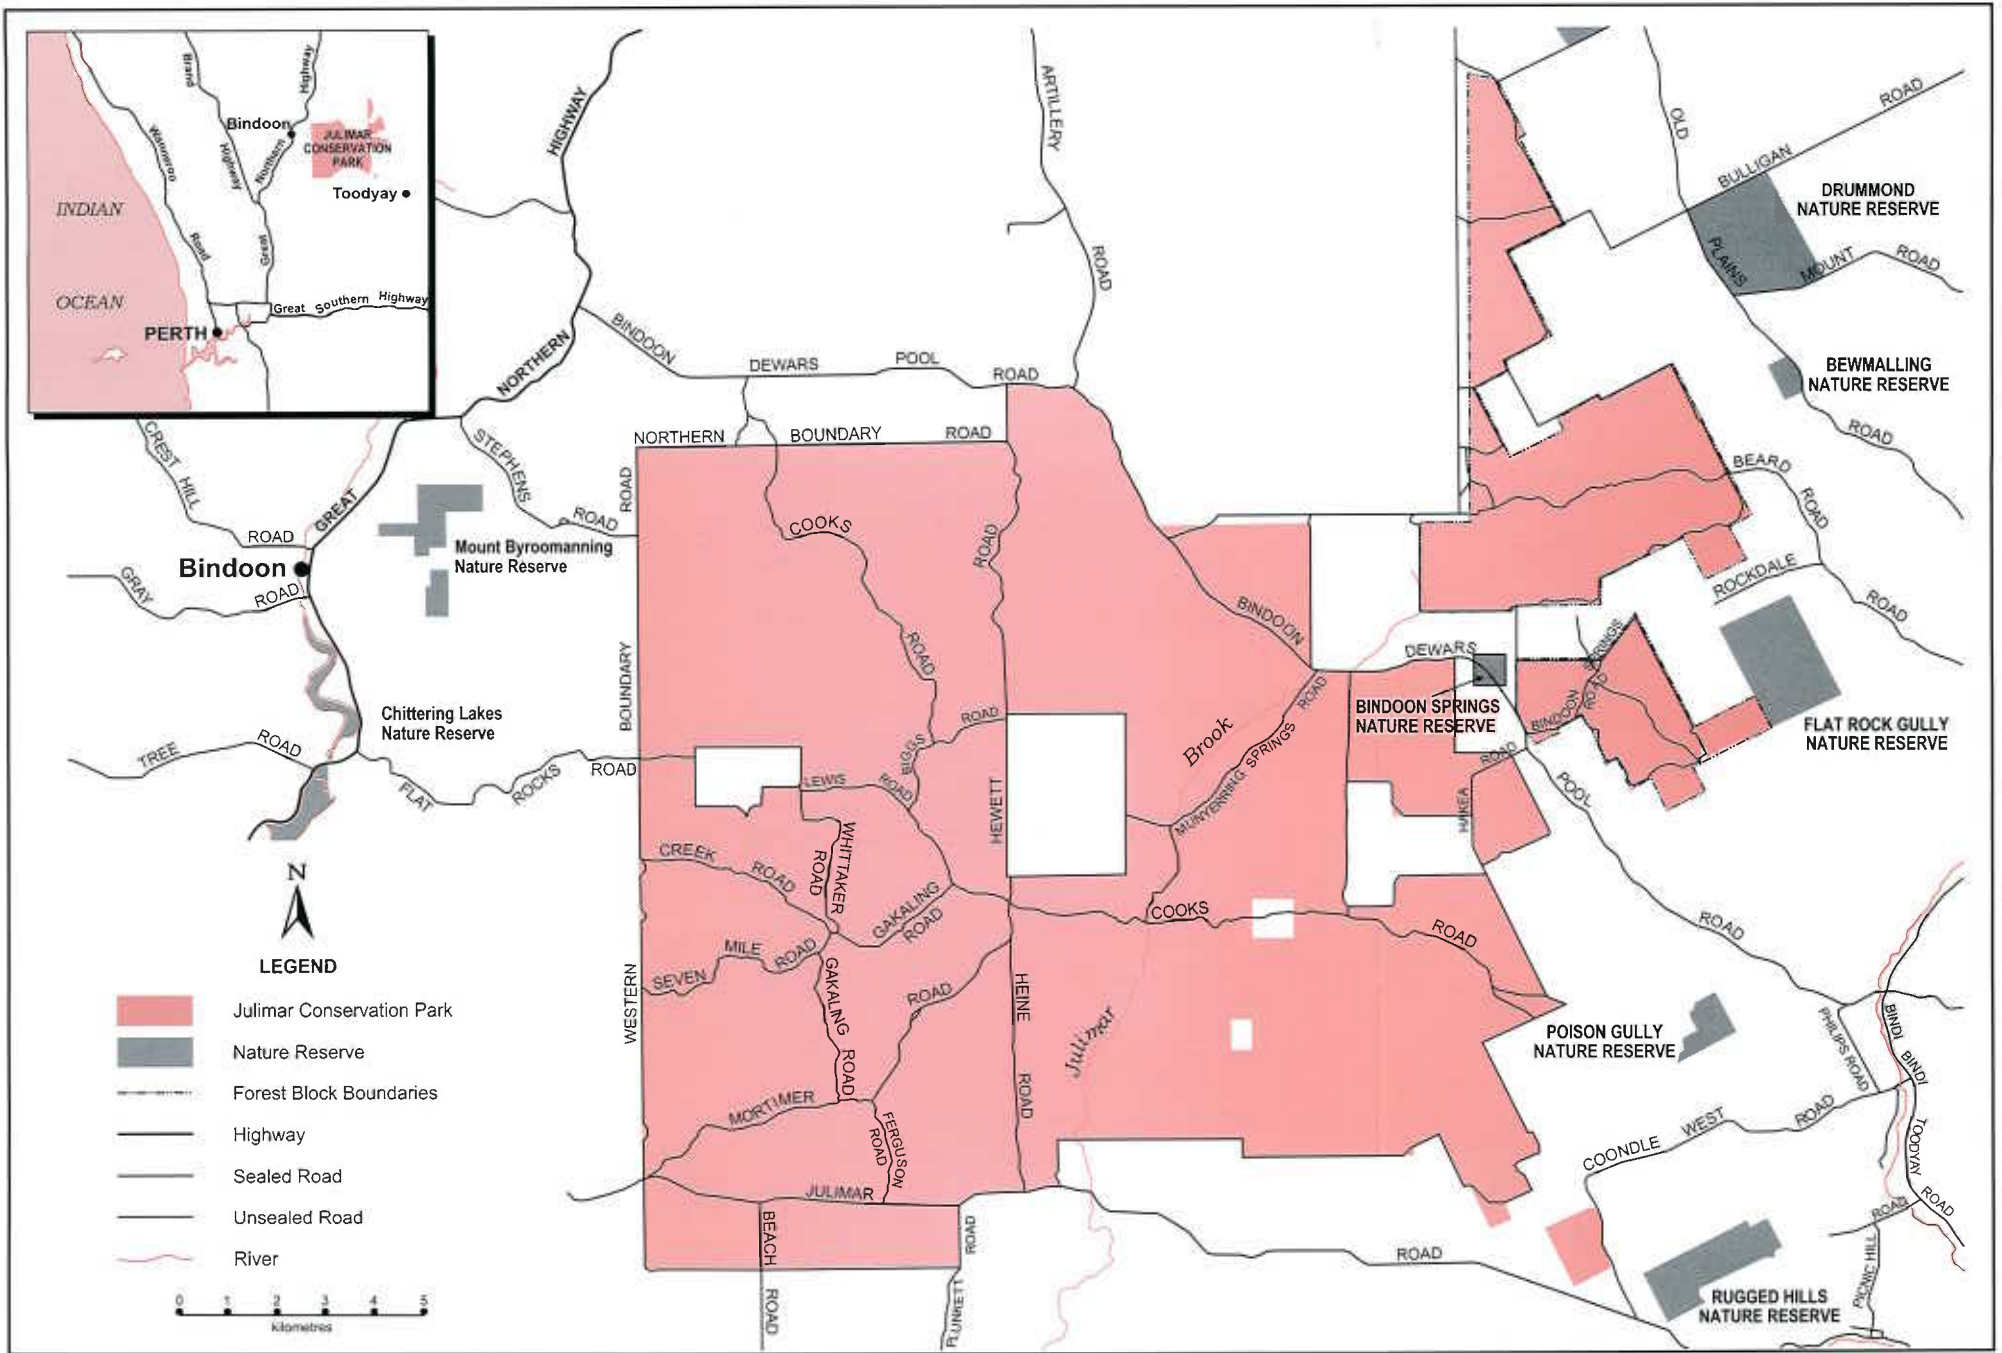 Brand
Highway
Bindoon
JULIMAR
CONSERVATION
PARK
Wanneroo
Highway
Northern
Toodyay
INDIAN
Road
Great
OCEAN
Great Southern Highway
PERTH
HIGHWAY
NORTHERN
GREAT
ARTILLERY
ROAD
OLD
PLAINS
ROAD
BULLIGAN
ROAD
DRUMMOND
NATURE RESERVE
MOUNT
ROAD
BEWMALLING
NATURE RESERVE
BINDOON
DEWARS
POOL
ROAD
NORTHERN
BOUNDARY
ROAD
CREST
HILL
ROAD
STEPHENS
ROAD
ROAD
BEARD
ROAD
ROCKDALE
ROAD
Bindoon
GRAY
ROAD
Mount Byroomanning
Nature Reserve
COOKS
ROAD
ROAD
BINDOON
DEWARS
SPRINGS
BINDOON
ROAD
BINDOON SPRINGS
NATURE RESERVE
FLAT ROCK GULLY
NATURE RESERVE
Chittering Lakes
Nature Reserve
BOUNDARY
TREE
ROAD
FLAT
ROCKS
ROAD
LEWIS
ROAD
BIGGS
ROAD
HEWETT
Brook
MUNYERRING
SPRINGS
ROAD
ROAD
HAKEA
POOL
ROAD
CREEK
ROAD
WHITTAKER
ROAD
GAKALING
ROAD
COOKS
ROAD
SEVEN
MILE
ROAD
GAKALING
ROAD
ROAD
WESTERN
HEINE
ROAD
Julimar
MORTIMER
FERGUSON
ROAD
JULIMAR
BEACH
ROAD
ROAD
PLUNKETT
ROAD
POISON GULLY
NATURE RESERVE
PHILIPS ROAD
BINDI
BINDI
TOODYAY
ROAD
COONDLE
WEST
ROAD
ROAD
PICNIC HILL
RUGGED HILLS
NATURE RESERVE
N
LEGEND
Julimar Conservation Park
Nature Reserve
Forest Block Boundaries
Highway
Sealed Road
Unsealed Road
River
0 1 2 3 4 5
kilometres